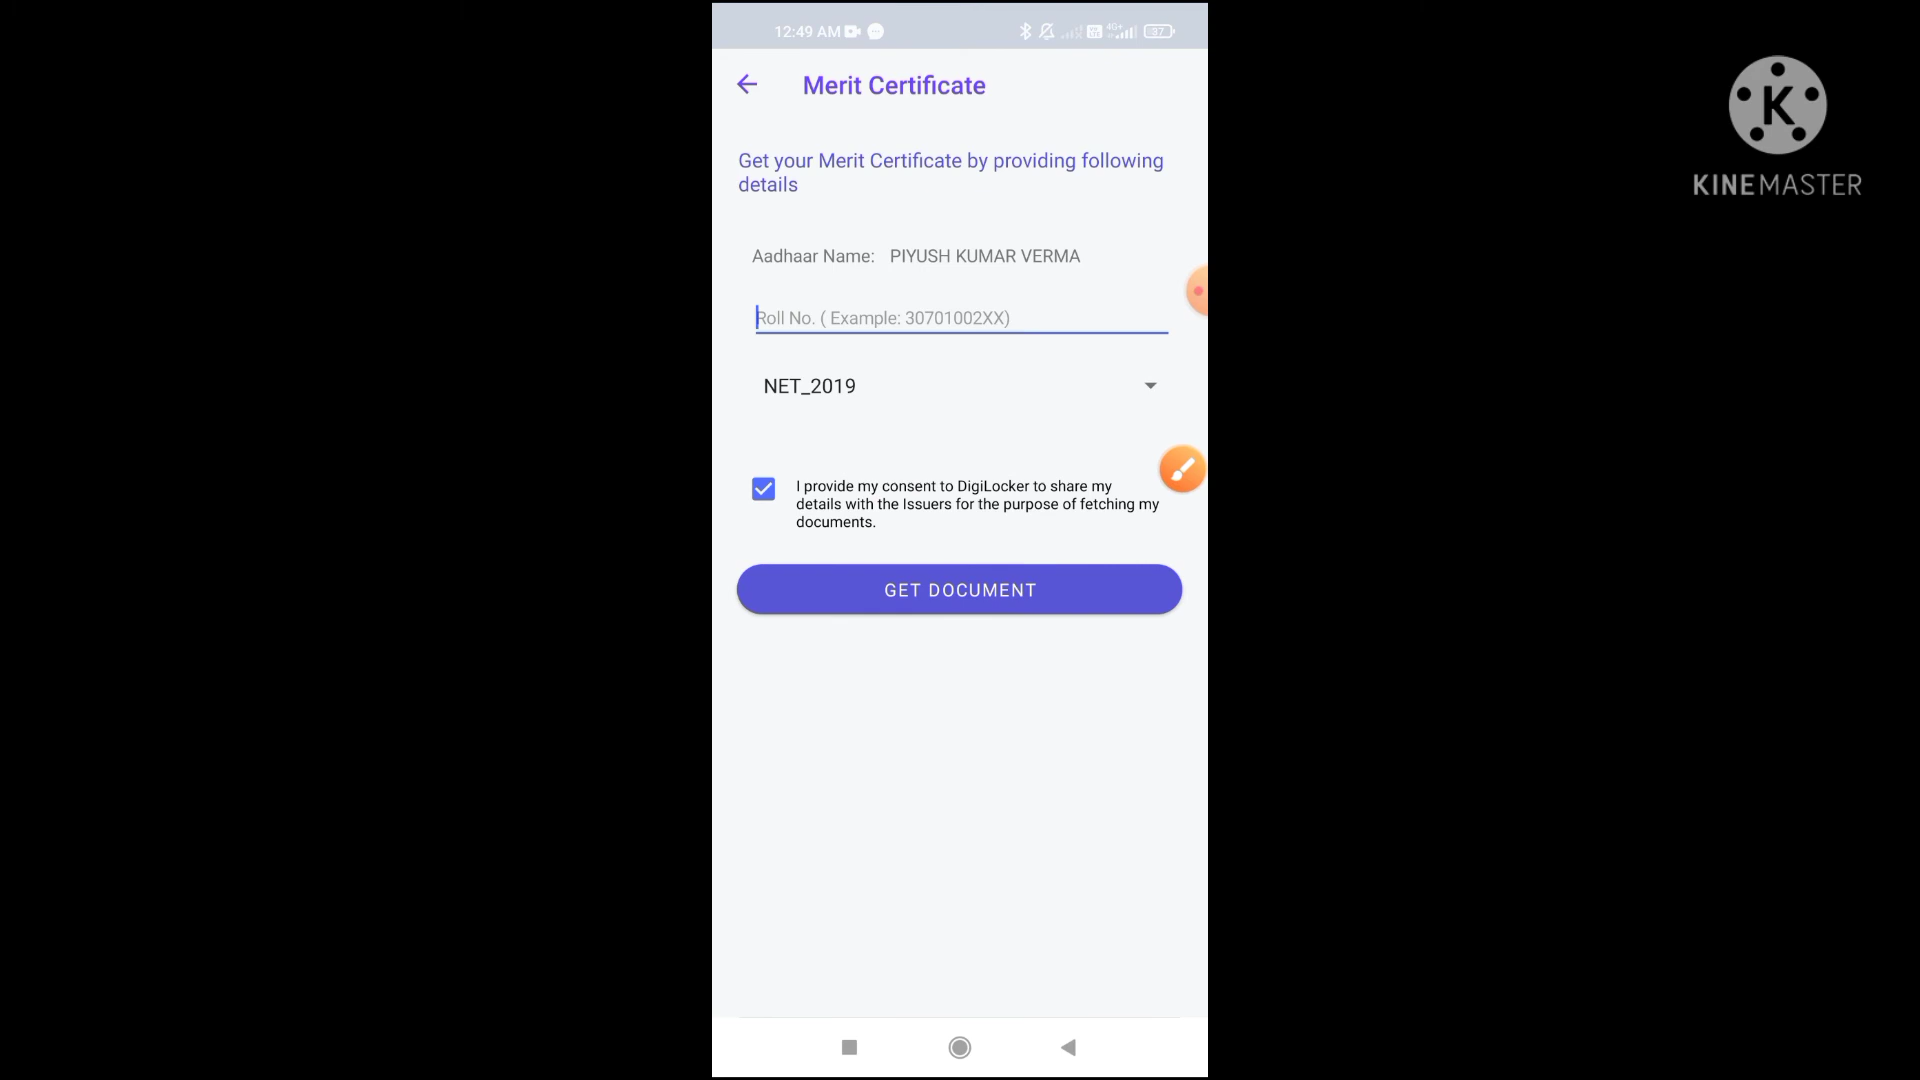 12:49 AM
4G+
37
Merit Certificate
K
KINEMASTER
Get your Merit Certificate by providing following
details
Aadhaar Name: PIYUSH KUMAR VERMA
Roll No. ( Example: 30701002XX)
NET_2019
I provide my consent to DigiLocker to share my
details with the Issuers for the purpose of fetching my
documents.
GET DOCUMENT